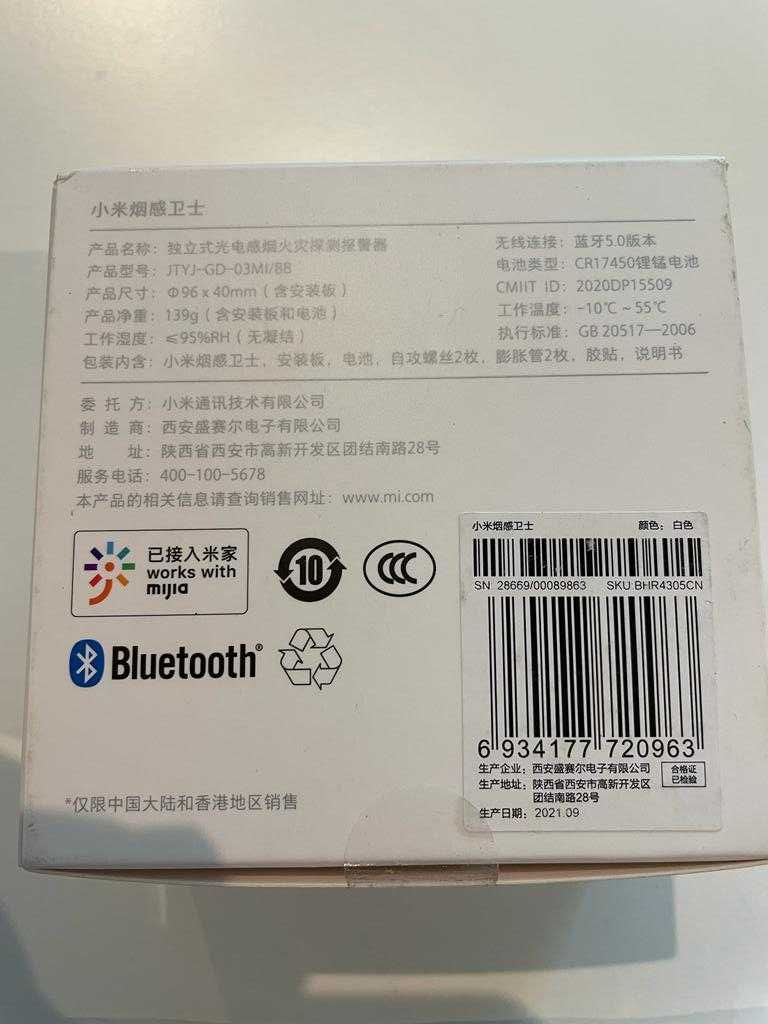 小米烟感卫士
产品名称：独立式光电感烟火灾探测报警器
产品型号：JTYJ-GD-03MI/BB
产品尺寸：Φ96 x 40mm（含安装板）
产品净重：139g（含安装板和电池）
工作湿度：≤95%RH（无凝结）
无线连接：蓝牙5.0版本
电池类型：CR17450锂锰电池
CMIIT ID：2020DP15509
工作温度：-10℃ ~ 55℃
执行标准：GB 20517—2006
包装内含：小米烟感卫士，安装板，电池，自攻螺丝2枚，膨胀管2枚，胶贴，说明书
委 托 方：小米通讯技术有限公司
制 造 商：西安盛赛尔电子有限公司
地 址：陕西省西安市高新开发区团结南路28号
服务电话：400-100-5678
本产品的相关信息请查询销售网址：www.mi.com
已接入米家
works with
mijia
10
CCC
Bluetooth®
*仅限中国大陆和香港地区销售
小米烟感卫士 颜色：白色
SN 28669/00089863 SKU:BHR4305CN
6 934177 720963
生产企业：西安盛赛尔电子有限公司
生产地址：陕西省西安市高新开发区
团结南路28号
生产日期：2021.09
合格证
已检验